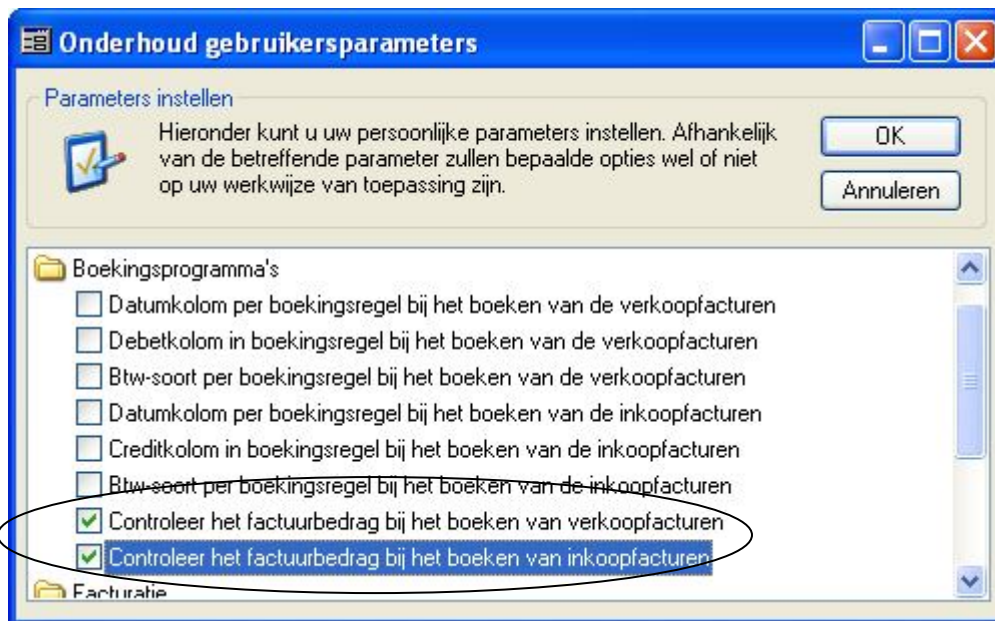 Onderhoud gebruikersparameters
Parameters instellen
Hieronder kunt u uw persoonlijke parameters instellen. Afhankelijk
van de betreffende parameter zullen bepaalde opties wel of niet
op uw werkwijze van toepassing zijn.
OK
Annuleren
Boekingsprogramma's
Datumkolom per boekingsregel bij het boeken van de verkoopfacturen
Debetkolom in boekingsregel bij het boeken van de verkoopfacturen
Btw-soort per boekingsregel bij het boeken van de verkoopfacturen
Datumkolom per boekingsregel bij het boeken van de inkoopfacturen
Creditkolom in boekingsregel bij het boeken van de inkoopfacturen
Btw-soort per boekingsregel bij het boeken van de inkoopfacturen
Controleer het factuurbedrag bij het boeken van verkoopfacturen
Controleer het factuurbedrag bij het boeken van inkoopfacturen
Facturatie